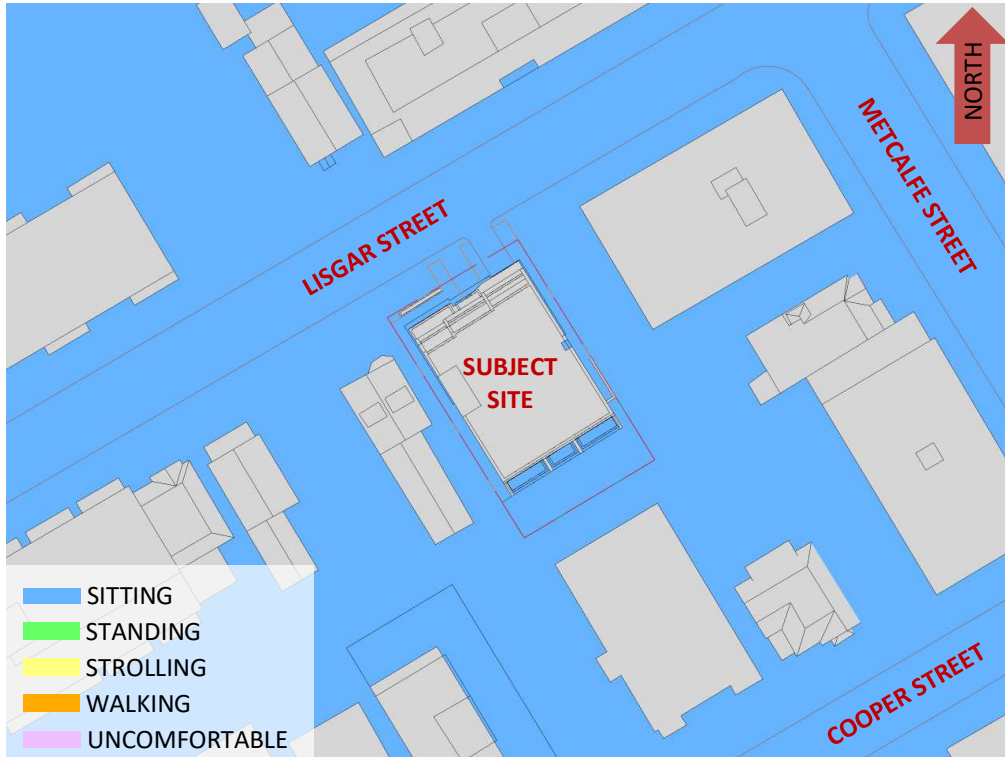 NORTH
METCALFE STREET
LISGAR STREET
SUBJECT
SITE
COOPER STREET
SITTING
STANDING
STROLLING
WALKING
UNCOMFORTABLE